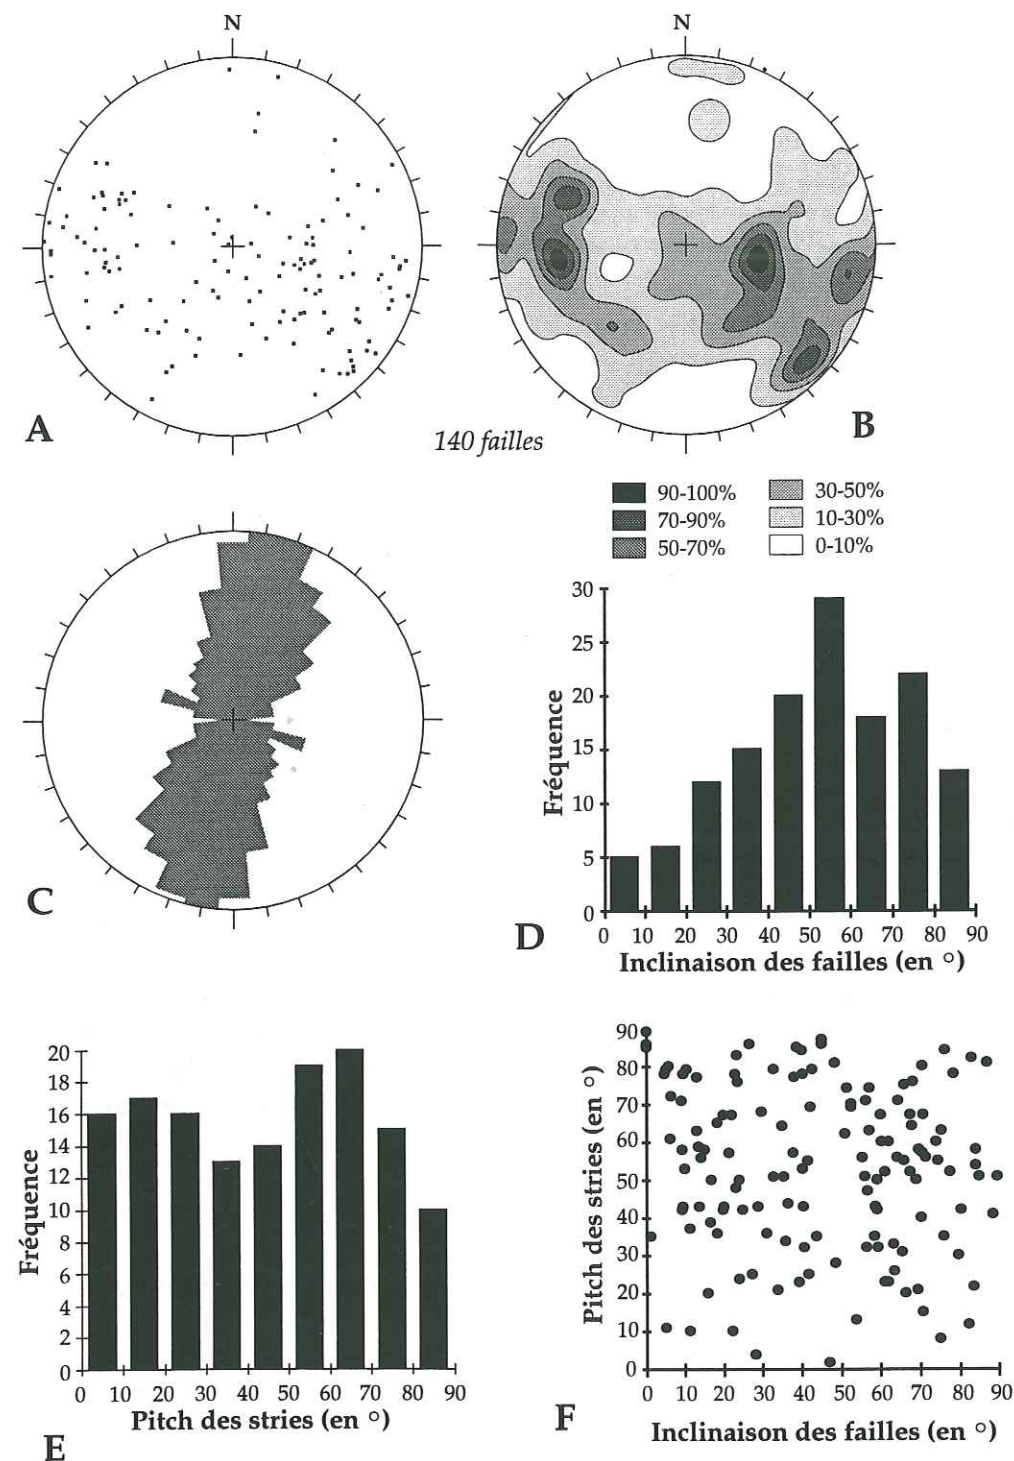 N
N
A
140 failles
B
90-100%
30-50%
70-90%
10-30%
50-70%
0-10%
C
30
25
20
15
10
5
0
Fréquence
0 10 20 30 40 50 60 70 80 90
D
Inclinaison des failles (en °)
20
18
16
14
12
10
8
6
4
2
0
Fréquence
0 10 20 30 40 50 60 70 80 90
Pitch des stries (en °)
E
90
80
70
60
50
40
30
20
10
0
Pitch des stries (en °)
0 10 20 30 40 50 60 70 80 90
F
Inclinaison des failles (en °)